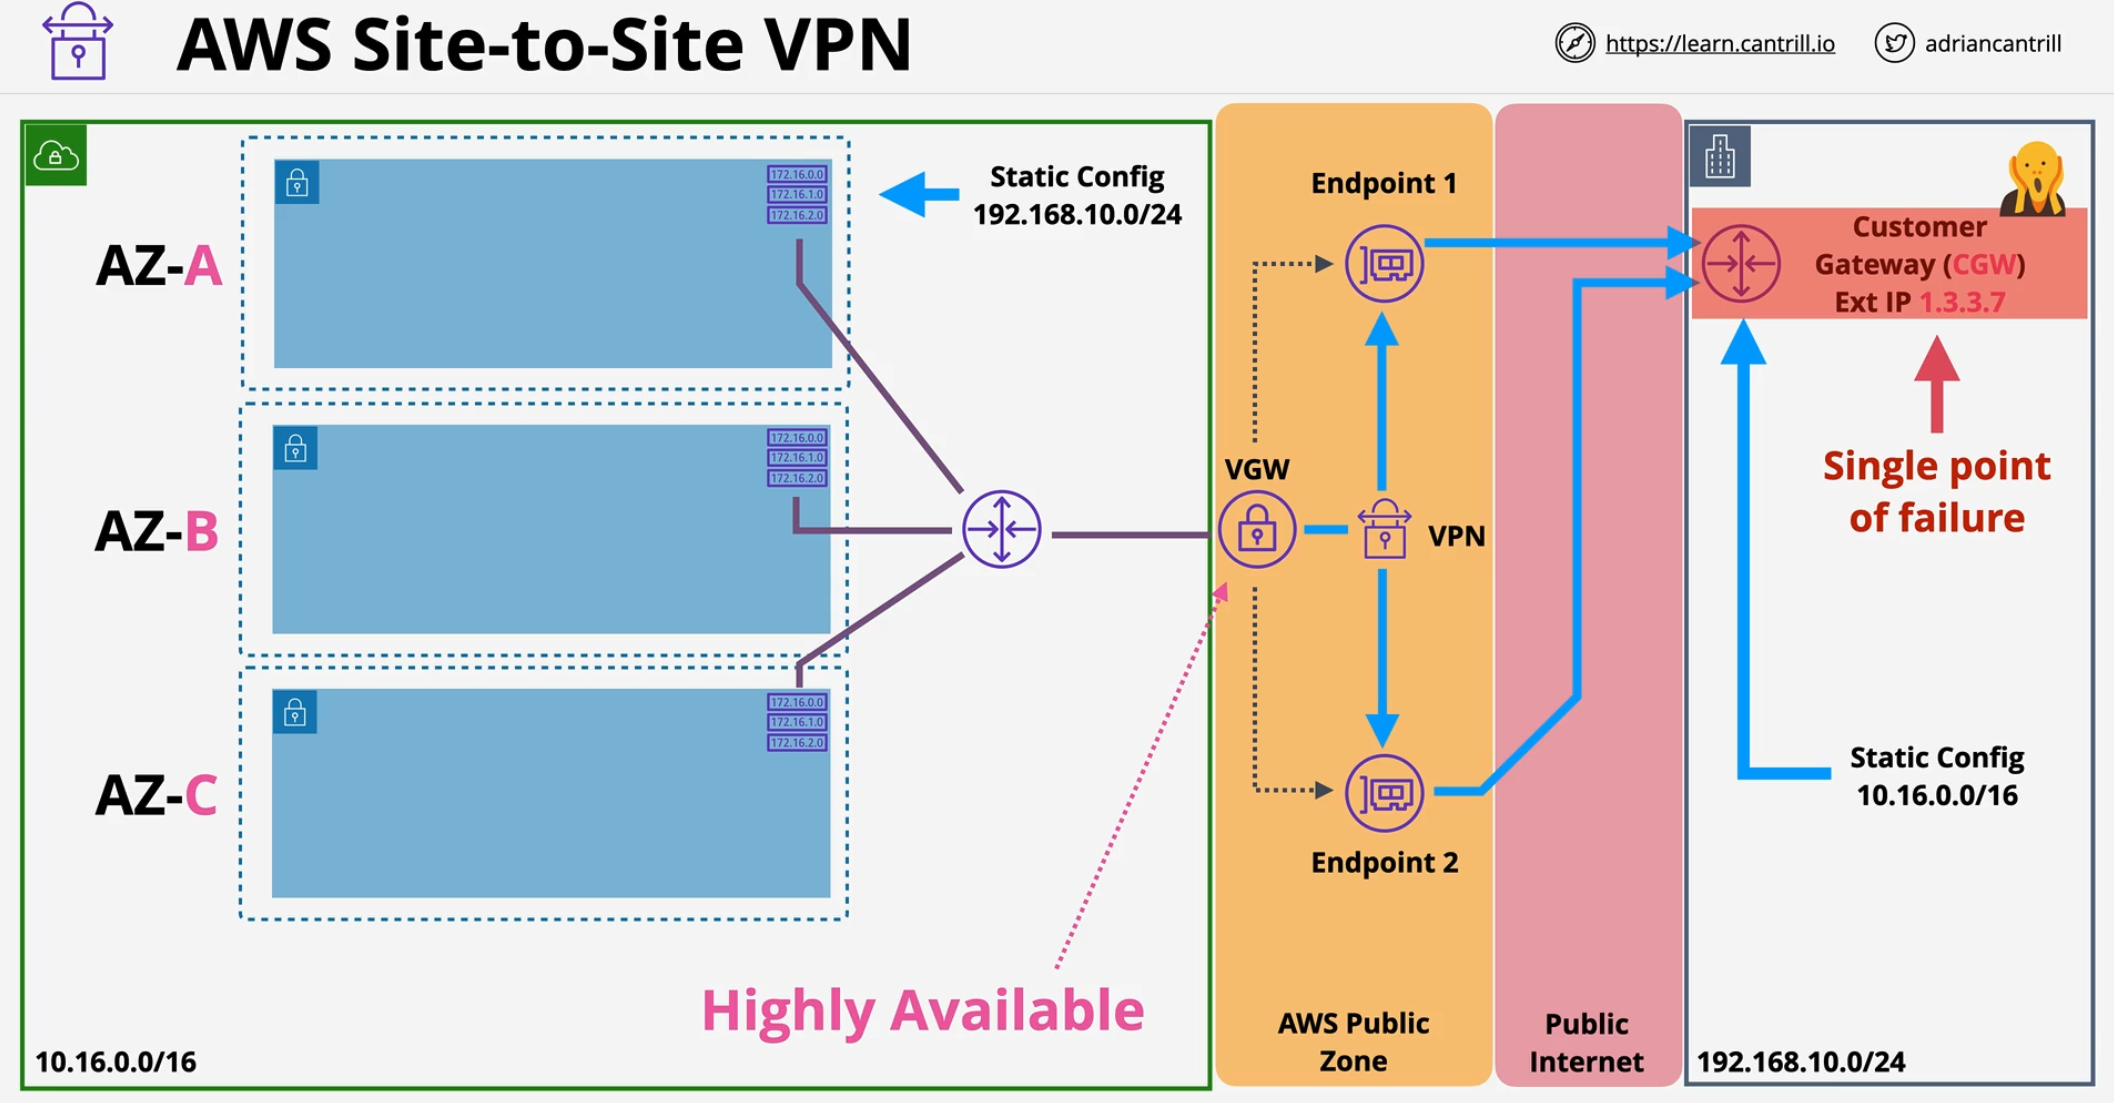 AWS Site-to-Site VPN
https://learn.cantrill.io
adriancantrill
AZ-A
172.16.0.0
172.16.1.0
172.16.2.0
Static Config
192.168.10.0/24
AZ-B
172.16.0.0
172.16.1.0
172.16.2.0
AZ-C
172.16.0.0
172.16.1.0
172.16.2.0
Highly Available
10.16.0.0/16
Endpoint 1
VGW
VPN
Endpoint 2
AWS Public
Zone
Public
Internet
Customer
Gateway (CGW)
Ext IP 1.3.3.7
Single point
of failure
Static Config
10.16.0.0/16
192.168.10.0/24